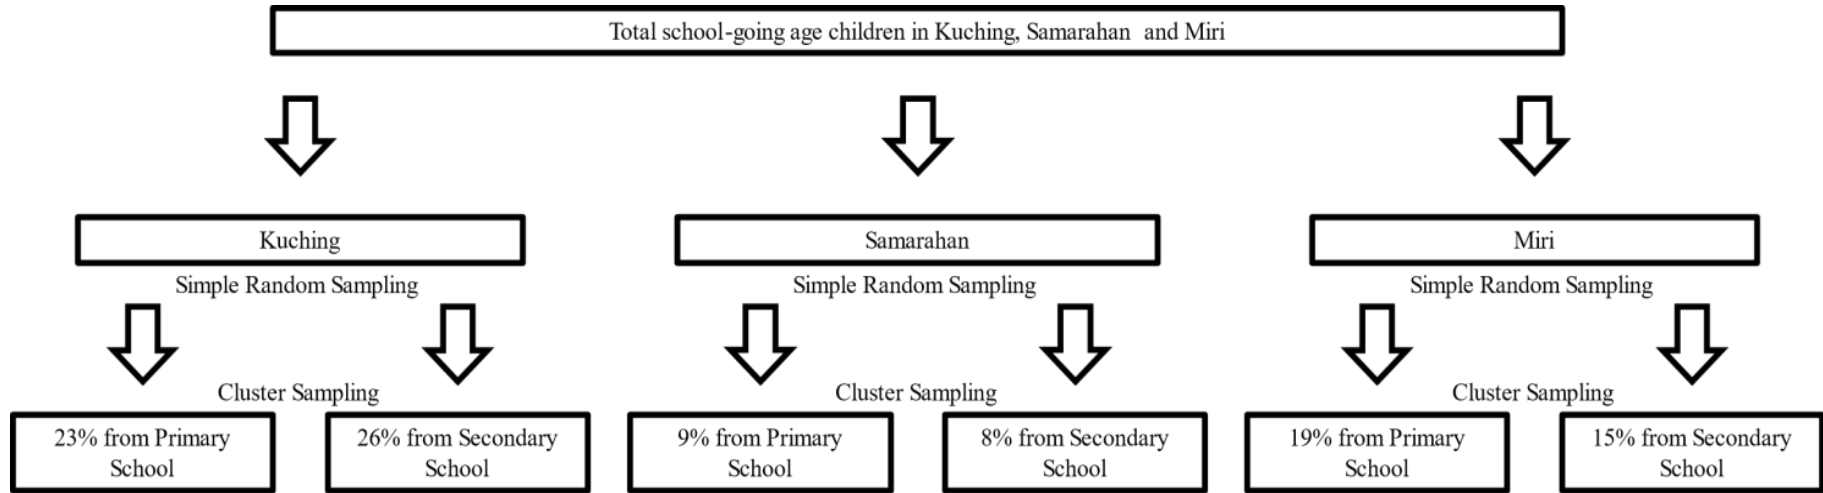 Total school-going age children in Kuching, Samarahan and Miri
Kuching
Samarahan
Miri
Simple Random Sampling
Simple Random Sampling
Simple Random Sampling
Cluster Sampling
Cluster Sampling
Cluster Sampling
23% from Primary
School
26% from Secondary
School
9% from Primary
School
8% from Secondary
School
19% from Primary
School
15% from Secondary
School